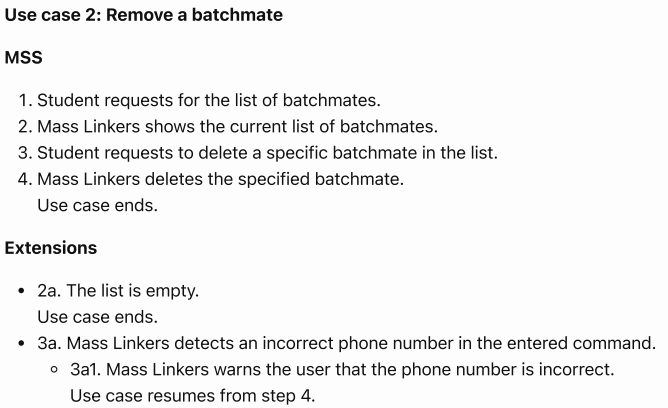 Use case 2: Remove a batchmate
MSS
1. Student requests for the list of batchmates.
2. Mass Linkers shows the current list of batchmates.
3. Student requests to delete a specific batchmate in the list.
4. Mass Linkers deletes the specified batchmate.
Use case ends.
Extensions
• 2a. The list is empty.
Use case ends.
• 3a. Mass Linkers detects an incorrect phone number in the entered command.
◦ 3a1. Mass Linkers warns the user that the phone number is incorrect.
Use case resumes from step 4.